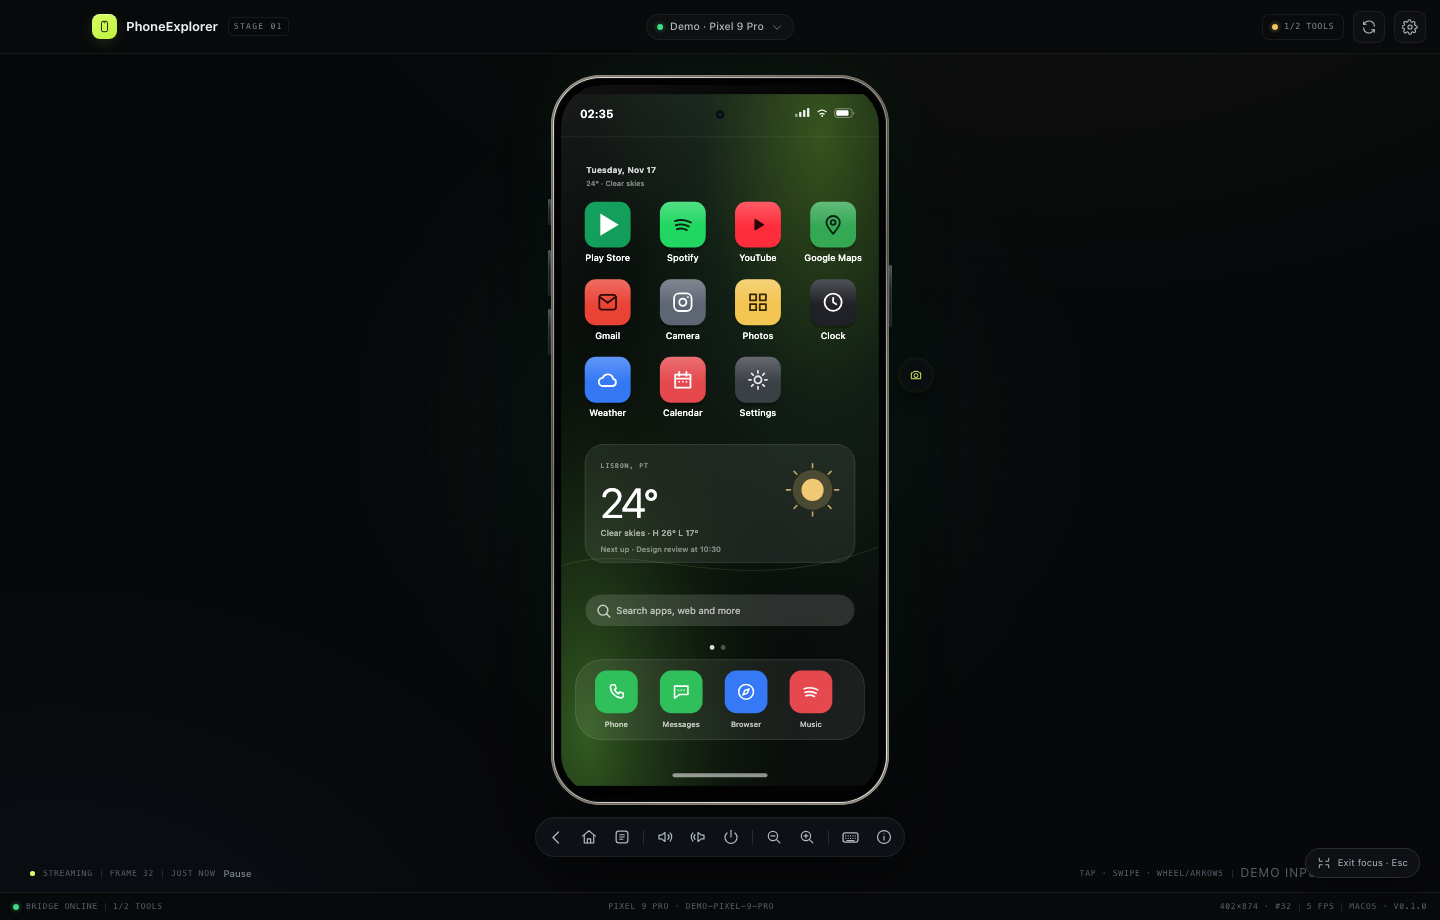 PhoneExplorer STAGE 01
Demo · Pixel 9 Pro
1/2 TOOLS
02:35
Tuesday, Nov 17
24° · Clear skies
Play Store Spotify YouTube Google Maps
Gmail Camera Photos Clock
Weather Calendar Settings
LISBON, PT
24°
Clear skies · H 26° L 17°
Next up · Design review at 10:30
Search apps, web and more
Phone Messages Browser Music
STREAMING | FRAME 32 | JUST NOW Pause
TAP · SWIPE · WHEEL/ARROWS | DEMO
Exit focus · Esc
BRIDGE ONLINE | 1/2 TOOLS
PIXEL 9 PRO · DEMO-PIXEL-9-PRO
402×874 · #32 | 5 FPS | MACOS · V0.1.0